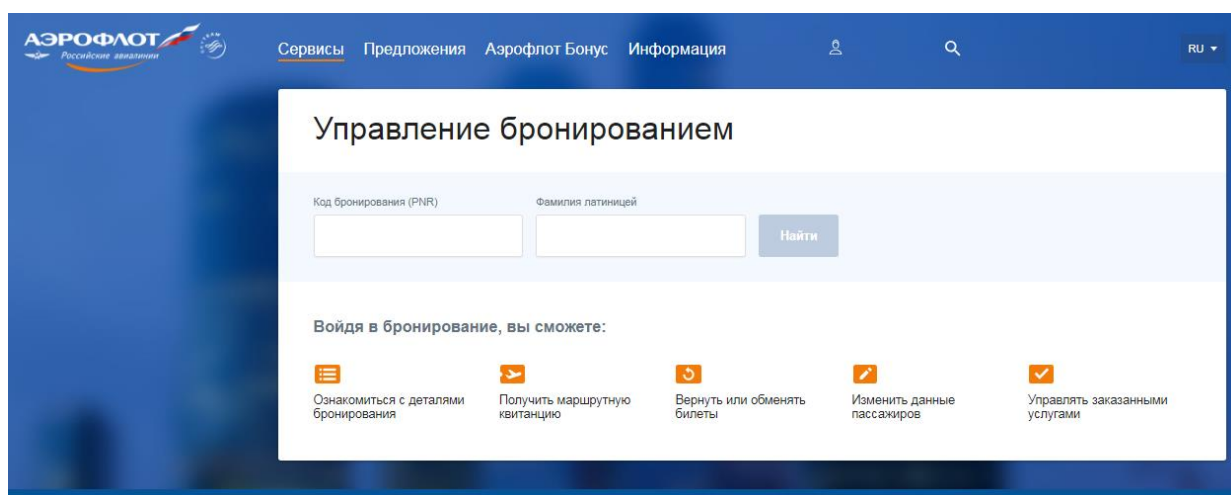 АЭРОФЛОТ
Российские авиалинии
Сервисы Предложения Аэрофлот Бонус Информация
RU
Управление бронированием
Код бронирования (PNR) Фамилия латиницей
Найти
Войдя в бронирование, вы сможете:
Ознакомиться с деталями бронирования
Получить маршрутную квитанцию
Вернуть или обменять билеты
Изменить данные пассажиров
Управлять заказанными услугами